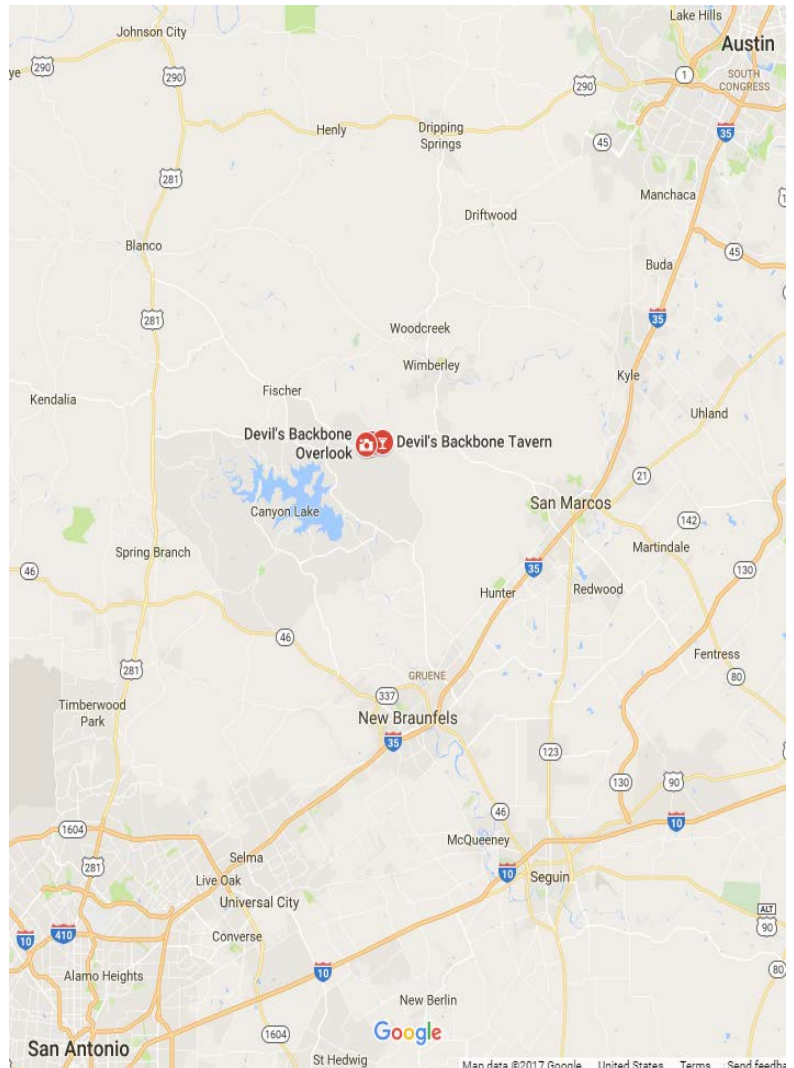 Lake Hills
Johnson City
Austin
290
290
290
1
SOUTH
CONGRESS
Henly
Dripping
Springs
45
35
281
Manchaca
Driftwood
Blanco
45
Buda
281
35
Woodcreek
Wimberley
Kyle
Fischer
Kendalia
Uhland
Devil's Backbone
Overlook
Devil's Backbone Tavern
21
San Marcos
Canyon Lake
142
Spring Branch
Martindale
46
35
130
Hunter
Redwood
46
Fentress
281
GRUENE
80
337
Timberwood
Park
New Braunfels
35
123
130
90
46
1604
10
McQueeney
Selma
281
Live Oak
10
Seguin
Universal City
ALT
90
10
410
Converse
Alamo Heights
10
80
New Berlin
1604
Google
San Antonio
St Hedwig
Map data ©2017 Google United States Terms Send feedba